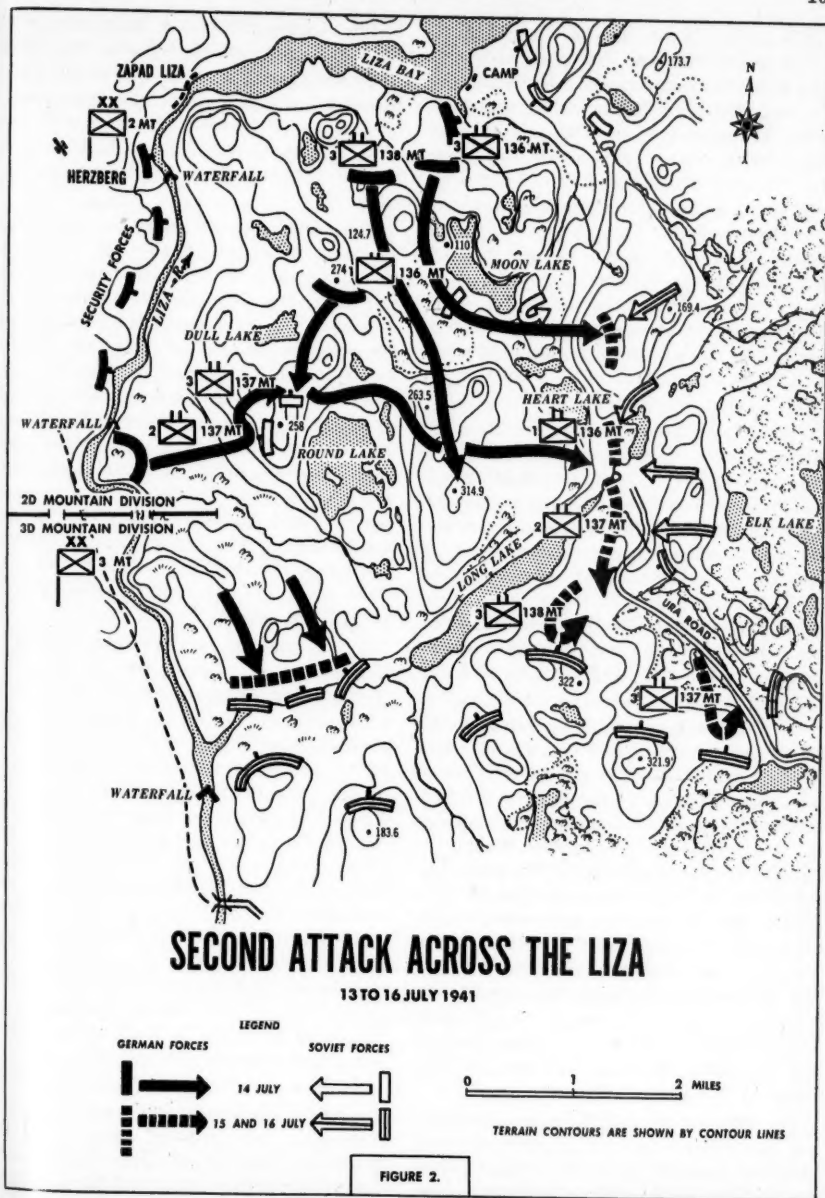 LIZA BAY
ZAPAD LIZA
CAMP
173.7
N
XX
2 MT
HERZBERG
WATERFALL
3 138 MT
3 136 MT
SECURITY FORCES
LIZA R
124.7
110
MOON LAKE
274
1 136 MT
169.4
DULL LAKE
3 137 MT
263.5
HEART LAKE
WATERFALL
2 137 MT
258
ROUND LAKE
1 136 MT
314.9
2D MOUNTAIN DIVISION
3D MOUNTAIN DIVISION
ELK LAKE
XX
3 MT
LONG LAKE
2 137 MT
3 138 MT
URA ROAD
322
3 137 MT
321.9
WATERFALL
183.6
SECOND ATTACK ACROSS THE LIZA
13 TO 16 JULY 1941
LEGEND
GERMAN FORCES
SOVIET FORCES
14 JULY
15 AND 16 JULY
0 1 2 MILES
TERRAIN CONTOURS ARE SHOWN BY CONTOUR LINES
FIGURE 2.